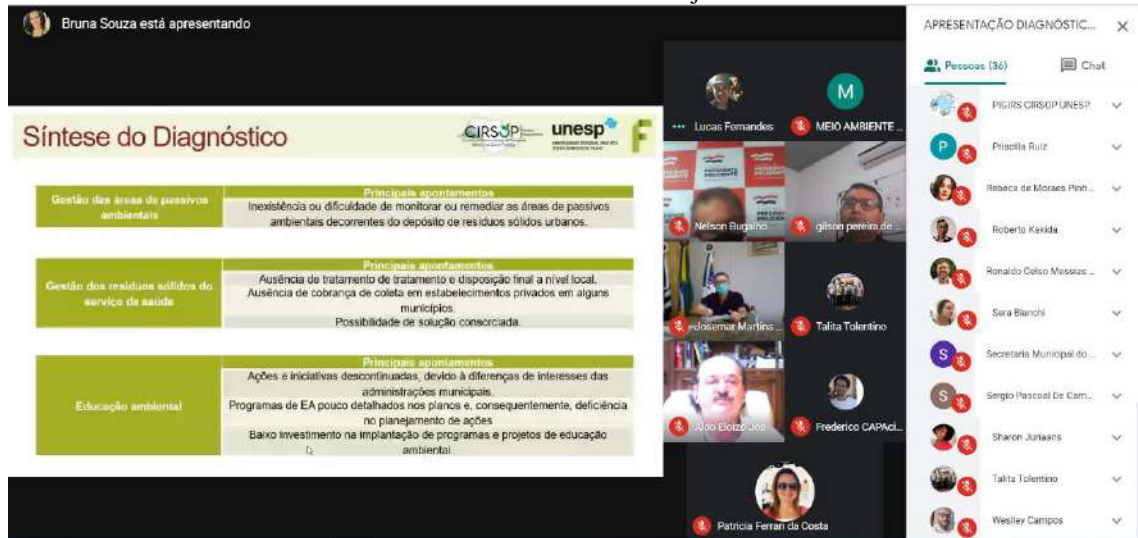 Bruna Souza está apresentando
Síntese do Diagnóstico
CIRSOP
unesp
Gestão das áreas de passivos
ambientais
Principais apontamentos
Inexistência ou dificuldade de monitorar ou remediar as áreas de passivos
ambientais decorrentes do depósito de resíduos sólidos urbanos.
Gestão dos resíduos sólidos do
serviço de saúde
Principais apontamentos
Ausência de tratamento de tratamento e disposição final a nível local.
Ausência de cobrança de coleta em estabelecimentos privados em alguns
municípios.
Possibilidade de solução consorciada.
Educação ambiental
Principais apontamentos
Ações e iniciativas descontinuadas, devido à diferenças de interesses das
administrações municipais.
Programas de EA pouco detalhados nos planos e, consequentemente, deficiência
no planejamento de ações
Baixo investimento na implantação de programas e projetos de educação
ambiental.
Lucas Fernandes
M
MEIO AMBIENTE ...
Nelson Bugalho
gilson pereira de ...
Josemar Martins ...
Talita Tolentino
Frederico CAPAci...
Patricia Ferrari da Costa
APRESENTAÇÃO DIAGNÓSTIC...
Pessoas (36)
Chat
PIGIRS CIRSOP UNESP
P
Priscilla Ruiz
Rebeca de Moraes Pinh...
Roberto Kakida
Ronaldo Celso Messias ...
Sara Bianchi
S
Secretaria Municipal do ...
S
Sergio Pascoal De Cam...
Sharon Juriaans
Talita Tolentino
Weslley Campos